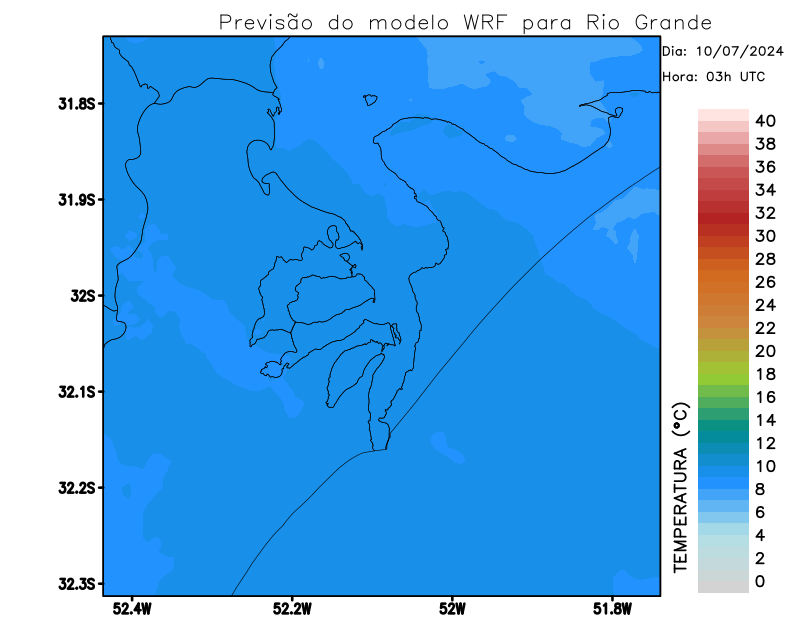 Previsão do modelo WRF para Rio Grande
Dia: 10/07/2024
Hora: 03h UTC
31.8S
31.9S
32S
32.1S
32.2S
32.3S
52.4W
52.2W
52W
51.8W
TEMPERATURA (°C)
40
38
36
34
32
30
28
26
24
22
20
18
16
14
12
10
8
6
4
2
0